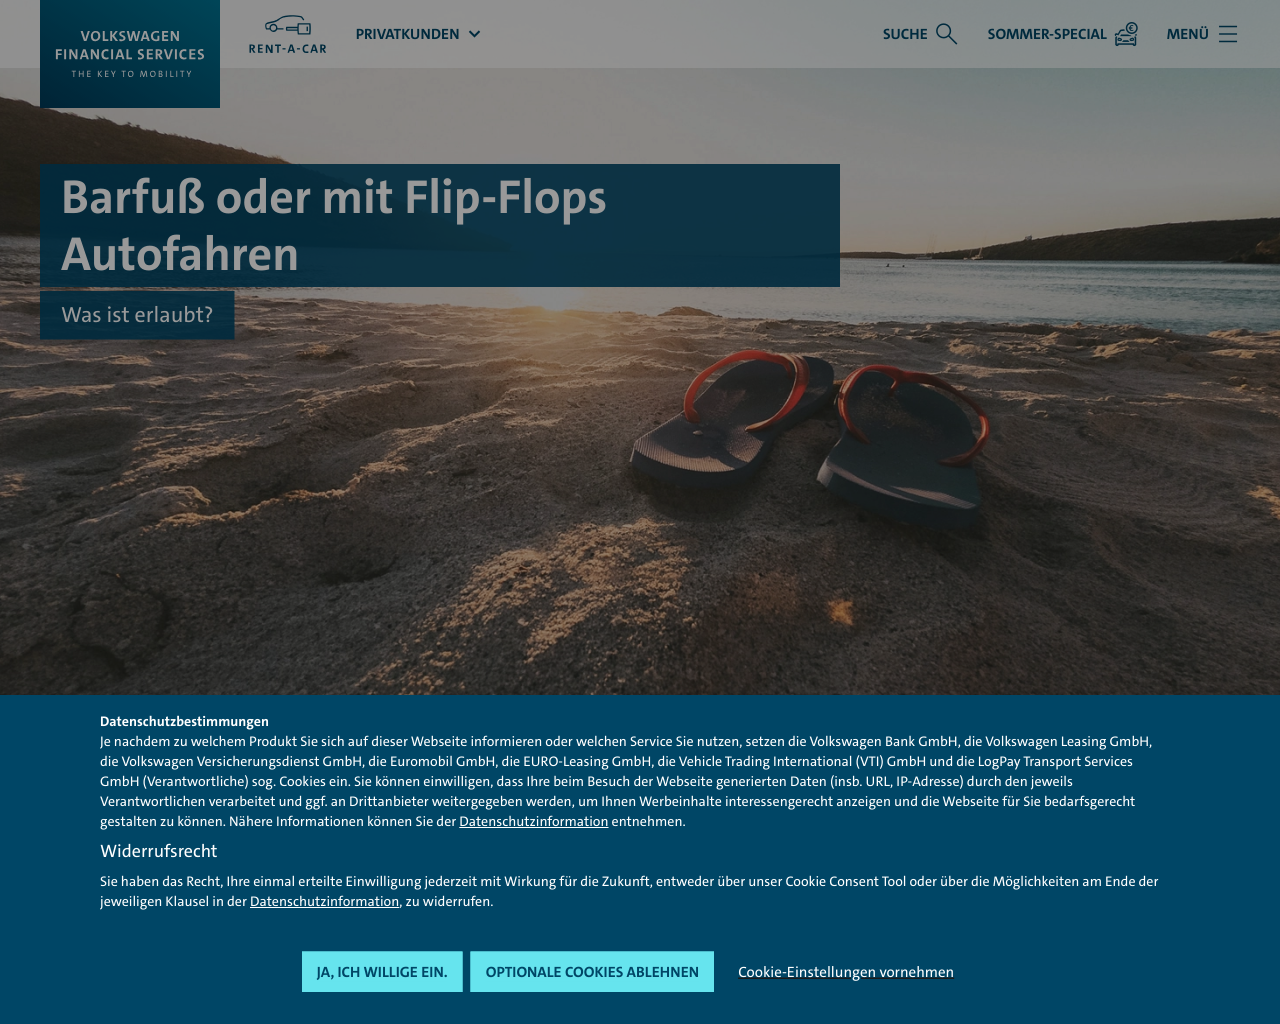 VOLKSWAGEN
FINANCIAL SERVICES
THE KEY TO MOBILITY
RENT-A-CAR
PRIVATKUNDEN
SUCHE
SOMMER-SPECIAL
€
MENÜ
Barfuß oder mit Flip-Flops
Autofahren
Was ist erlaubt?
Datenschutzbestimmungen
Je nachdem zu welchem Produkt Sie sich auf dieser Webseite informieren oder welchen Service Sie nutzen, setzen die Volkswagen Bank GmbH, die Volkswagen Leasing GmbH,
die Volkswagen Versicherungsdienst GmbH, die Euromobil GmbH, die EURO-Leasing GmbH, die Vehicle Trading International (VTI) GmbH und die LogPay Transport Services
GmbH (Verantwortliche) sog. Cookies ein. Sie können einwilligen, dass Ihre beim Besuch der Webseite generierten Daten (insb. URL, IP-Adresse) durch den jeweils
Verantwortlichen verarbeitet und ggf. an Drittanbieter weitergegeben werden, um Ihnen Werbeinhalte interessengerecht anzeigen und die Webseite für Sie bedarfsgerecht
gestalten zu können. Nähere Informationen können Sie der Datenschutzinformation entnehmen.
Widerrufsrecht
Sie haben das Recht, Ihre einmal erteilte Einwilligung jederzeit mit Wirkung für die Zukunft, entweder über unser Cookie Consent Tool oder über die Möglichkeiten am Ende der
jeweiligen Klausel in der Datenschutzinformation, zu widerrufen.
JA, ICH WILLIGE EIN.
OPTIONALE COOKIES ABLEHNEN
Cookie-Einstellungen vornehmen